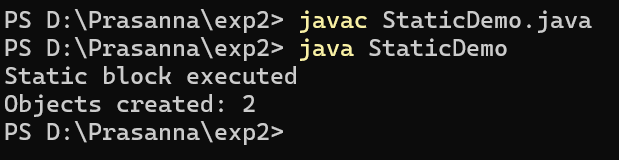 PS D:\Prasanna\exp2> javac StaticDemo.java
PS D:\Prasanna\exp2> java StaticDemo
Static block executed
Objects created: 2
PS D:\Prasanna\exp2>